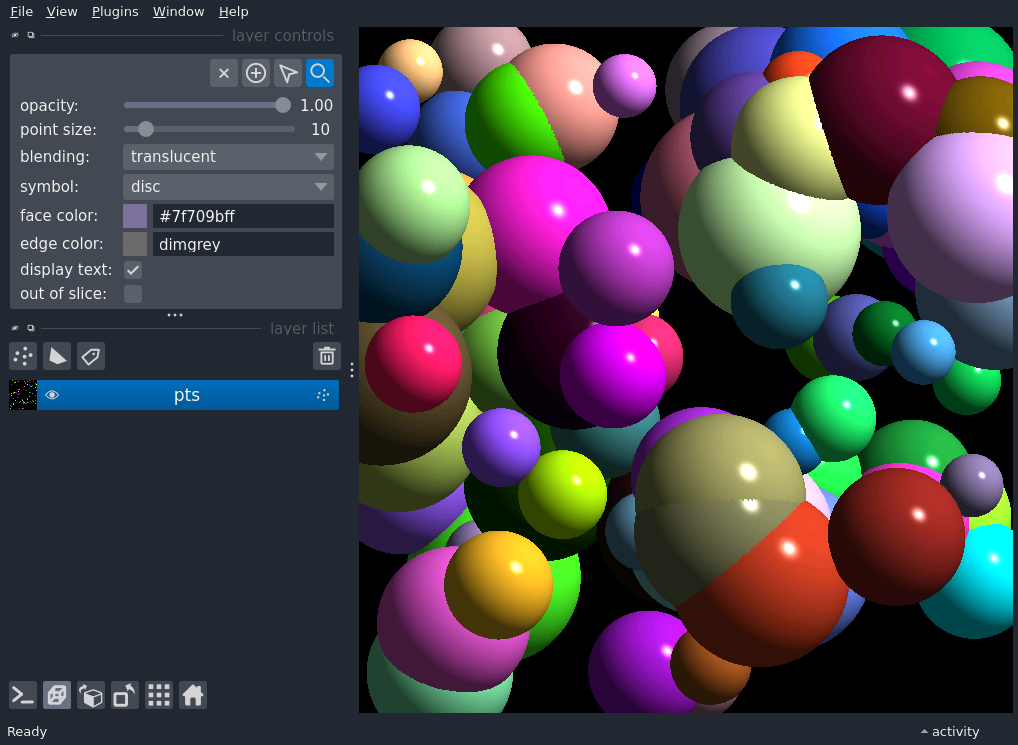 File View Plugins Window Help
layer controls
opacity: 1.00
point size: 10
blending: translucent
symbol: disc
face color: #7f709bff
edge color: dimgrey
display text:
out of slice:
layer list
pts
Ready
activity